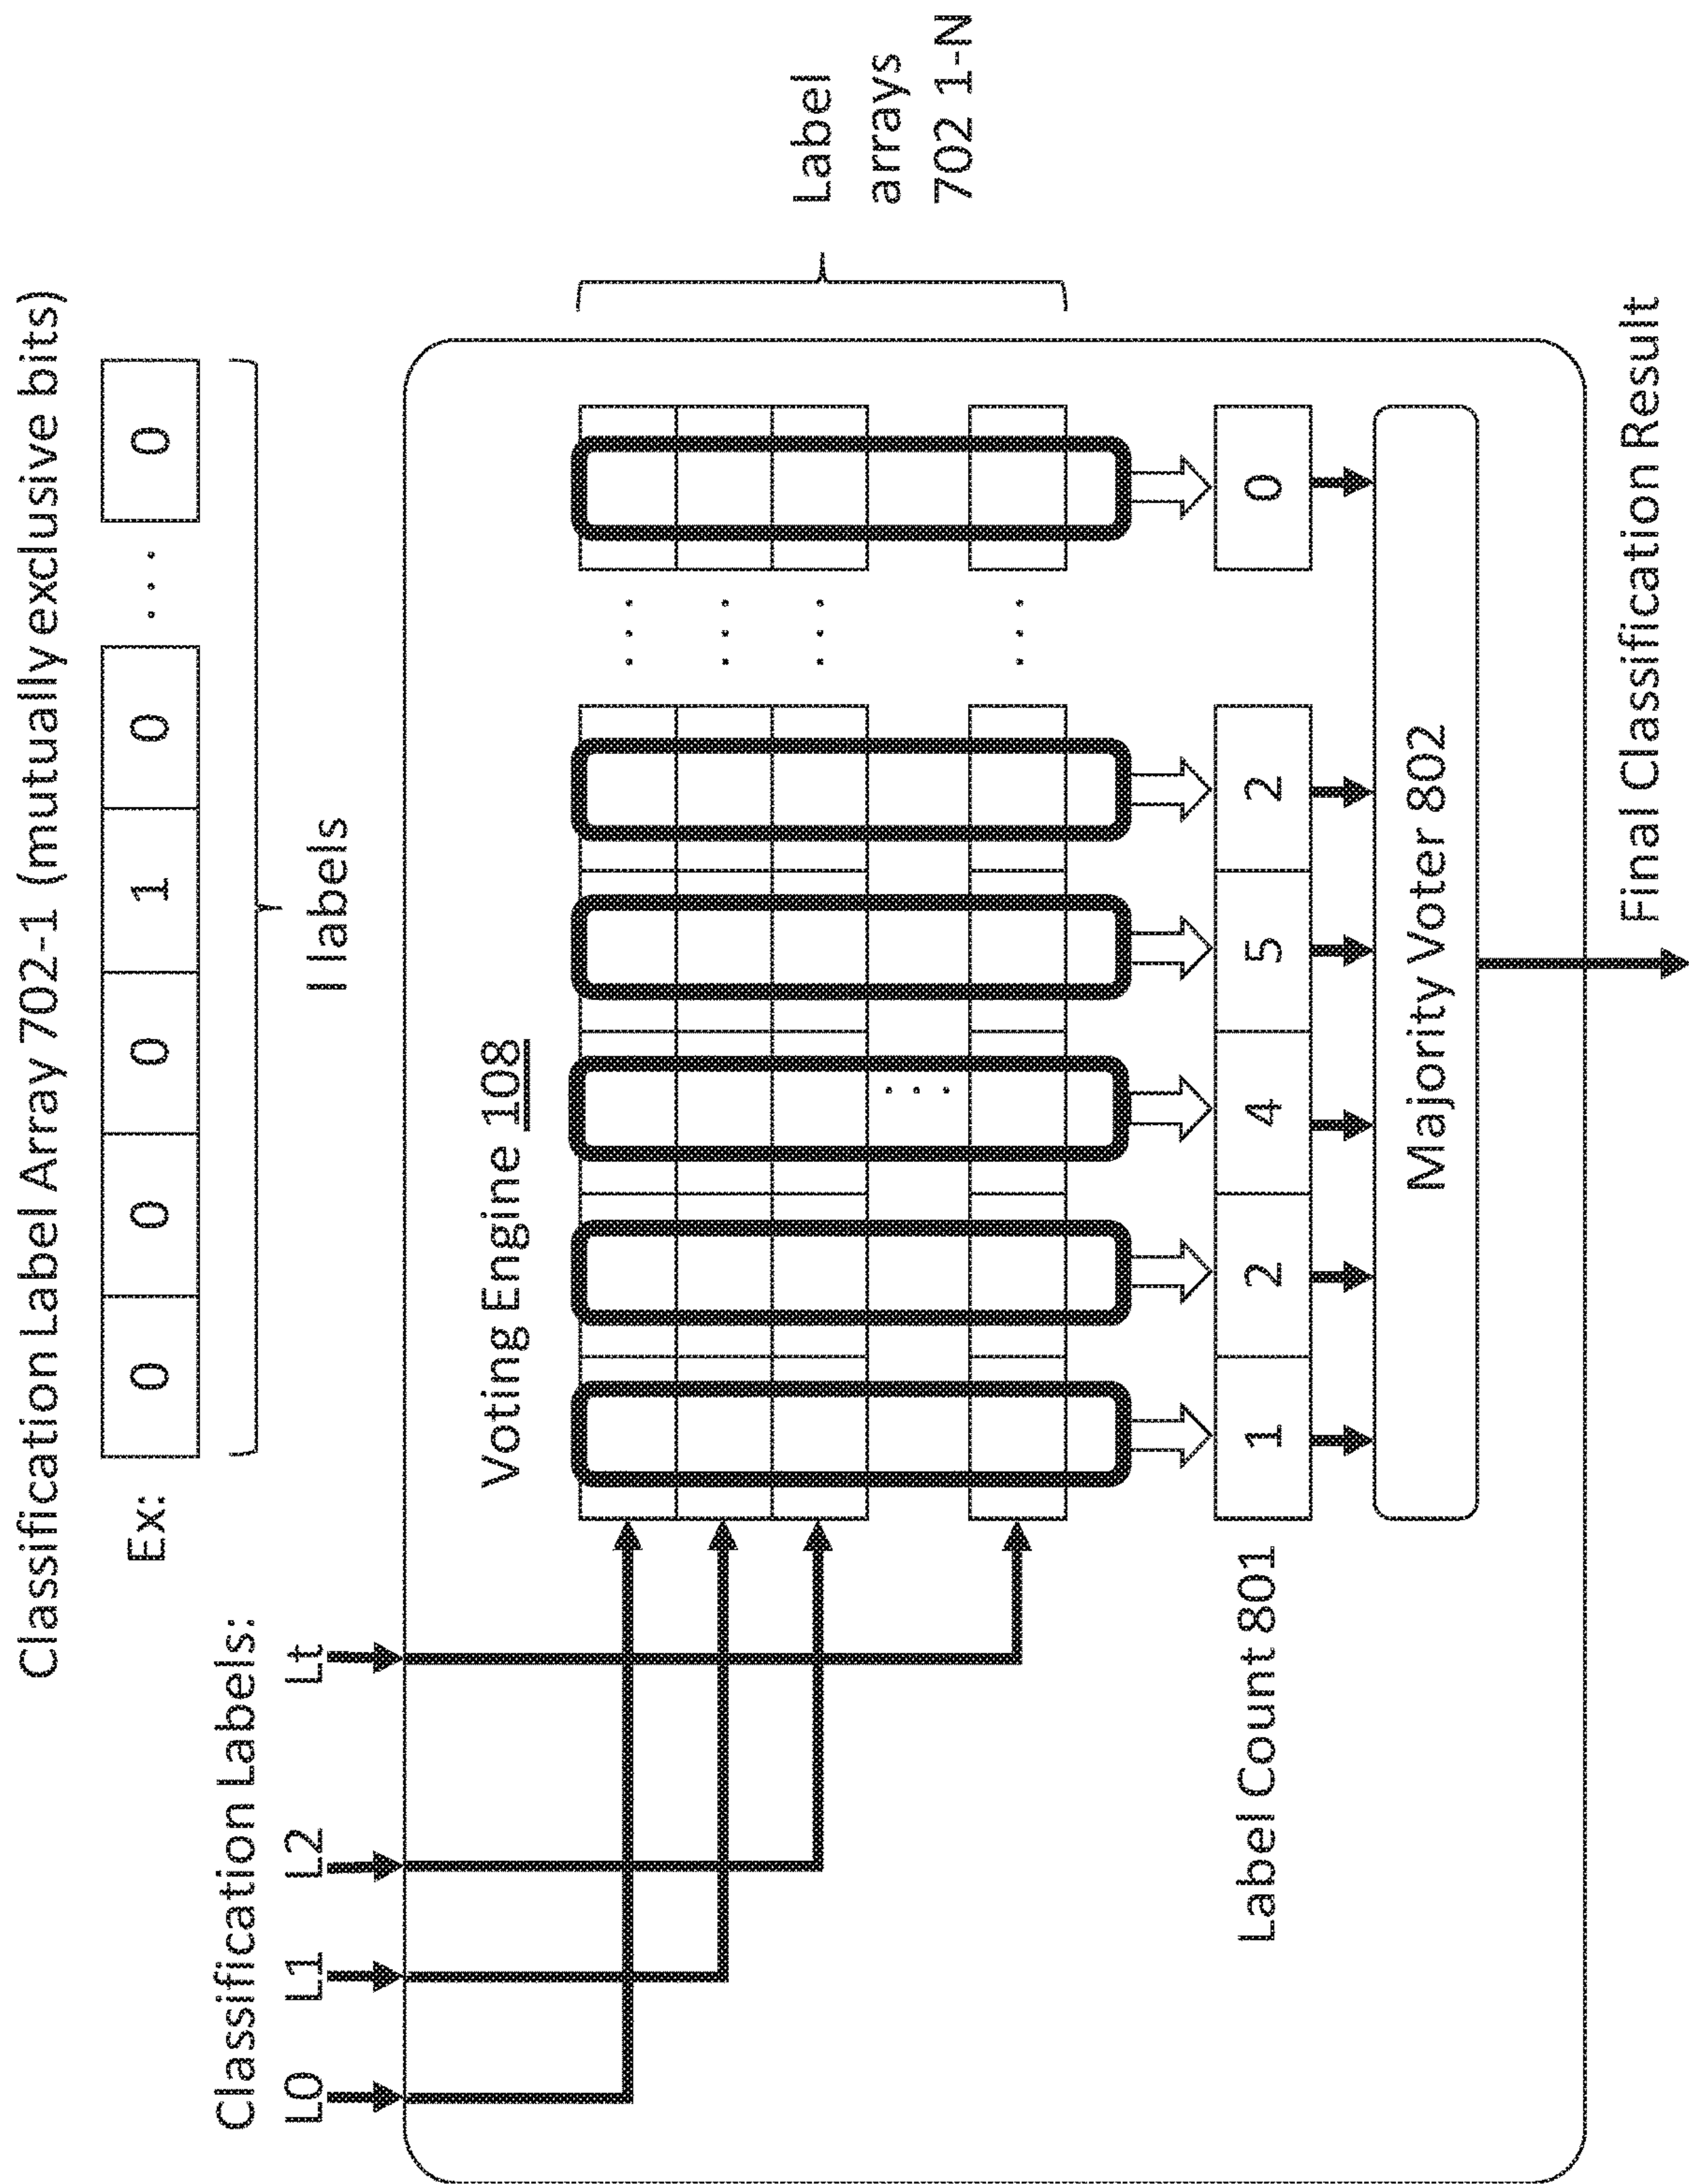 Classification Label Array 702-1 (mutually exclusive bits)
Ex:
0 0 0 1 0 . . . 0
l labels
Classification Labels:
L0 L1 L2 Lt
Voting Engine 108
Label
arrays
702 1-N
Label Count 801
1 2 4 5 2 0
Majority Voter 802
Final Classification Result